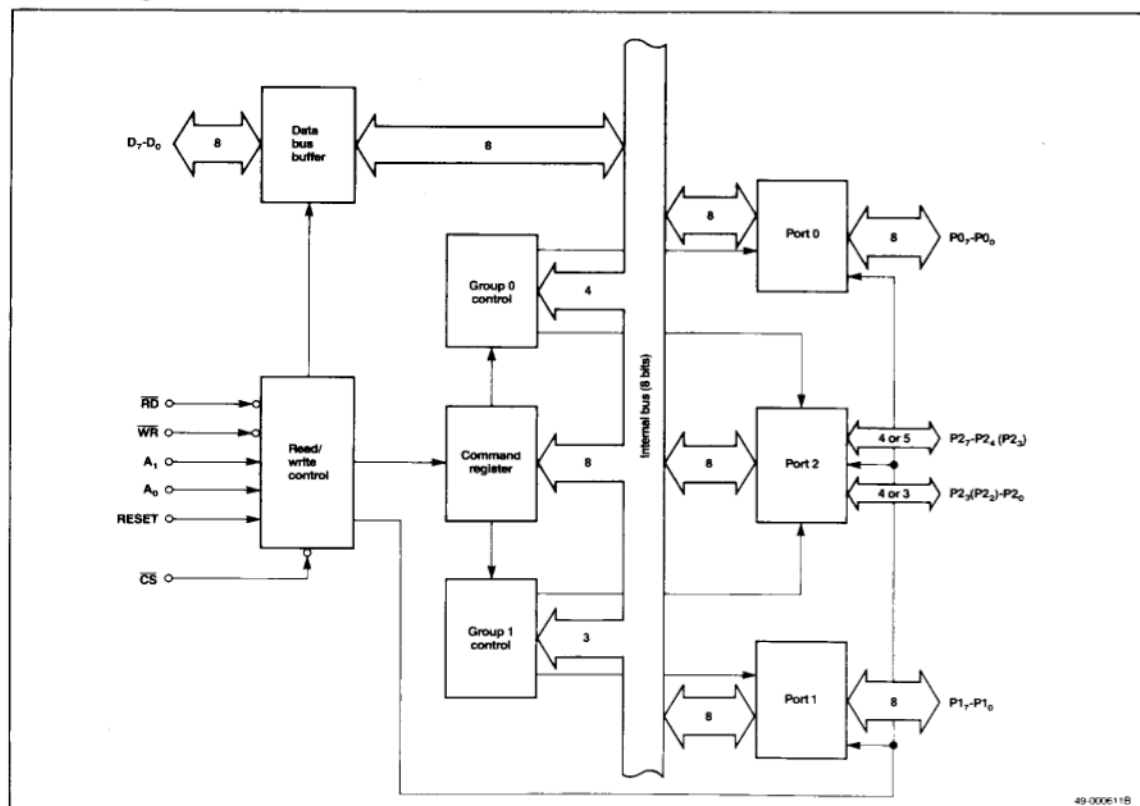 Data
bus
buffer
D₇-D₀
8
8
8
Port 0
8
P0₇-P0₀
Group 0
control
4
Internal bus (8 bits)
R̅D̅
W̅R̅
A₁
A₀
RESET
C̅S̅
Read/
write
control
Command
register
8
8
Port 2
4 or 5
P2₇-P2₄ (P2₃)
4 or 3
P2₃(P2₂)-P2₀
Group 1
control
3
8
Port 1
8
P1₇-P1₀
49-000611B